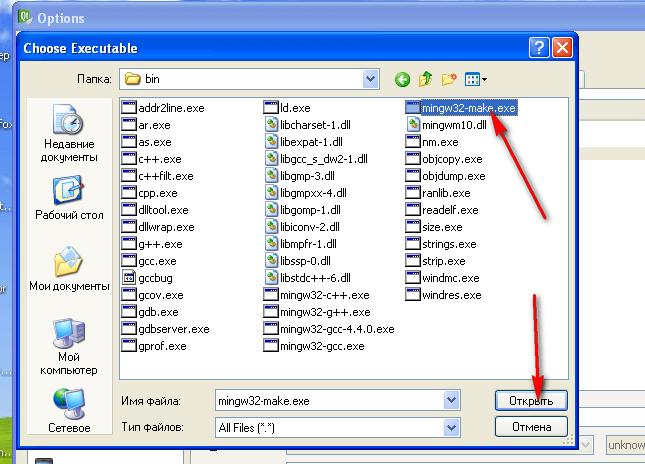 Options
Choose Executable
Папка:
bin
Недавние
документы
Рабочий стол
Мои документы
Мой
компьютер
Сетевое
addr2line.exe
ar.exe
as.exe
c++.exe
c++filt.exe
cpp.exe
dlltool.exe
dllwrap.exe
g++.exe
gcc.exe
gccbug
gcov.exe
gdb.exe
gdbserver.exe
gprof.exe
ld.exe
libcharset-1.dll
libexpat-1.dll
libgcc_s_dw2-1.dll
libgmp-3.dll
libgmpxx-4.dll
libgomp-1.dll
libiconv-2.dll
libmpfr-1.dll
libssp-0.dll
libstdc++-6.dll
mingw32-c++.exe
mingw32-g++.exe
mingw32-gcc-4.4.0.exe
mingw32-gcc.exe
mingw32-make.exe
mingwm10.dll
nm.exe
objcopy.exe
objdump.exe
ranlib.exe
readelf.exe
size.exe
strings.exe
strip.exe
windmc.exe
windres.exe
Имя файла:
mingw32-make.exe
Открыть
Тип файлов:
All Files (*.*)
Отмена